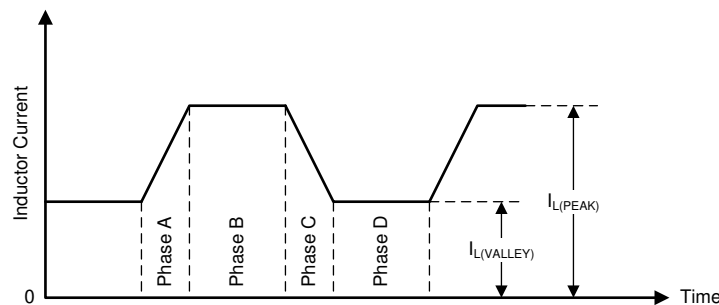 Inductor Current
Phase A
Phase B
Phase C
Phase D
I_L(VALLEY)
I_L(PEAK)
0
Time